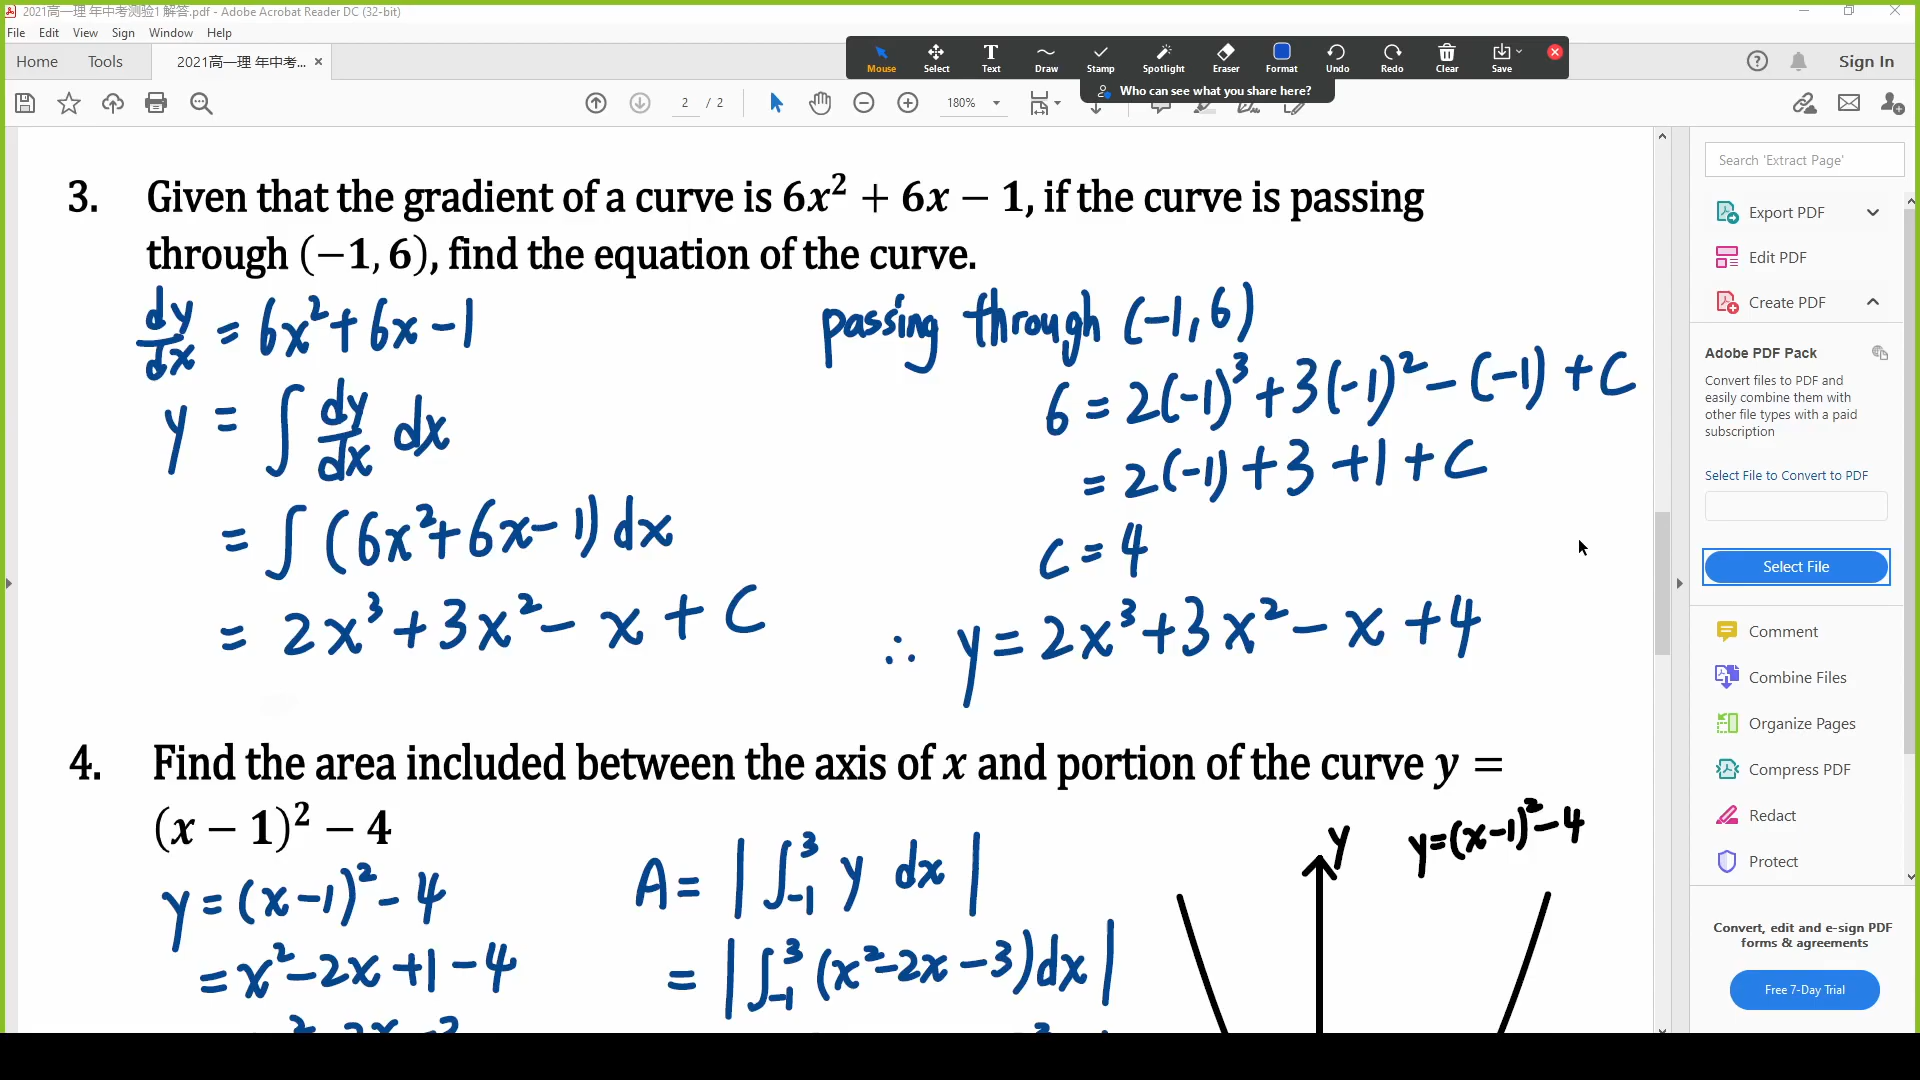 2021高一理 年中考测验1 解答.pdf - Adobe Acrobat Reader DC (32-bit)
File Edit View Sign Window Help
Home Tools 2021高一理 年中考... × Sign In
Mouse Select Text Draw Stamp Spotlight Eraser Format Undo Redo Clear Save
Who can see what you share here?
2 / 2 180%
3. Given that the gradient of a curve is 6x² + 6x − 1, if the curve is passing
through (−1, 6), find the equation of the curve.
dy/dx = 6x² + 6x − 1
y = ∫ dy/dx dx
= ∫ (6x² + 6x − 1) dx
= 2x³ + 3x² − x + C
passing through (−1, 6)
6 = 2(−1)³ + 3(−1)² − (−1) + C
= 2(−1) + 3 + 1 + C
C = 4
∴ y = 2x³ + 3x² − x + 4
4. Find the area included between the axis of x and portion of the curve y =
(x − 1)² − 4
y = (x − 1)² − 4
= x² − 2x + 1 − 4
A = | ∫₋₁³ y dx |
= | ∫₋₁³ (x² − 2x − 3) dx |
y
y = (x − 1)² − 4
Search 'Extract Page'
Export PDF
Edit PDF
Create PDF
Adobe PDF Pack
Convert files to PDF and
easily combine them with
other file types with a paid
subscription
Select File to Convert to PDF
Select File
Comment
Combine Files
Organize Pages
Compress PDF
Redact
Protect
Convert, edit and e-sign PDF
forms & agreements
Free 7-Day Trial